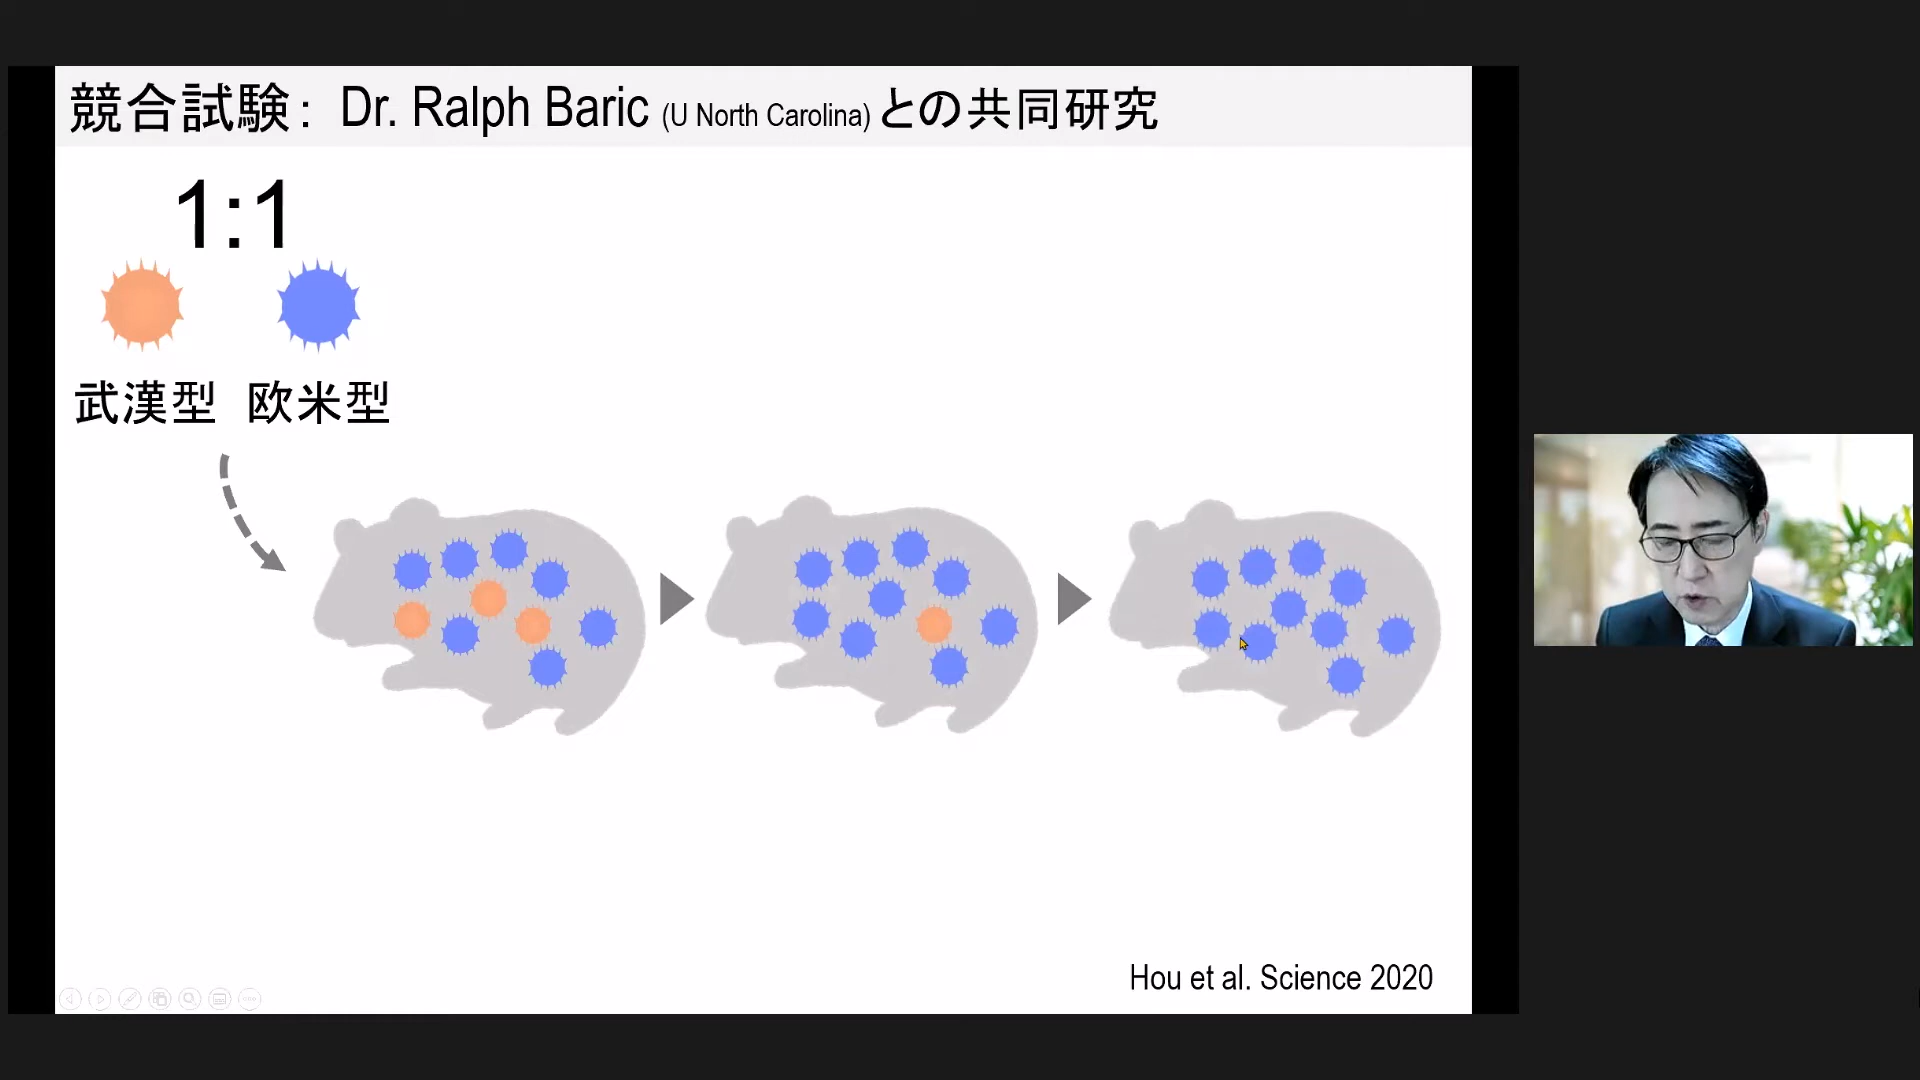 競合試験： Dr. Ralph Baric (U North Carolina) との共同研究
1:1
武漢型 欧米型
Hou et al. Science 2020